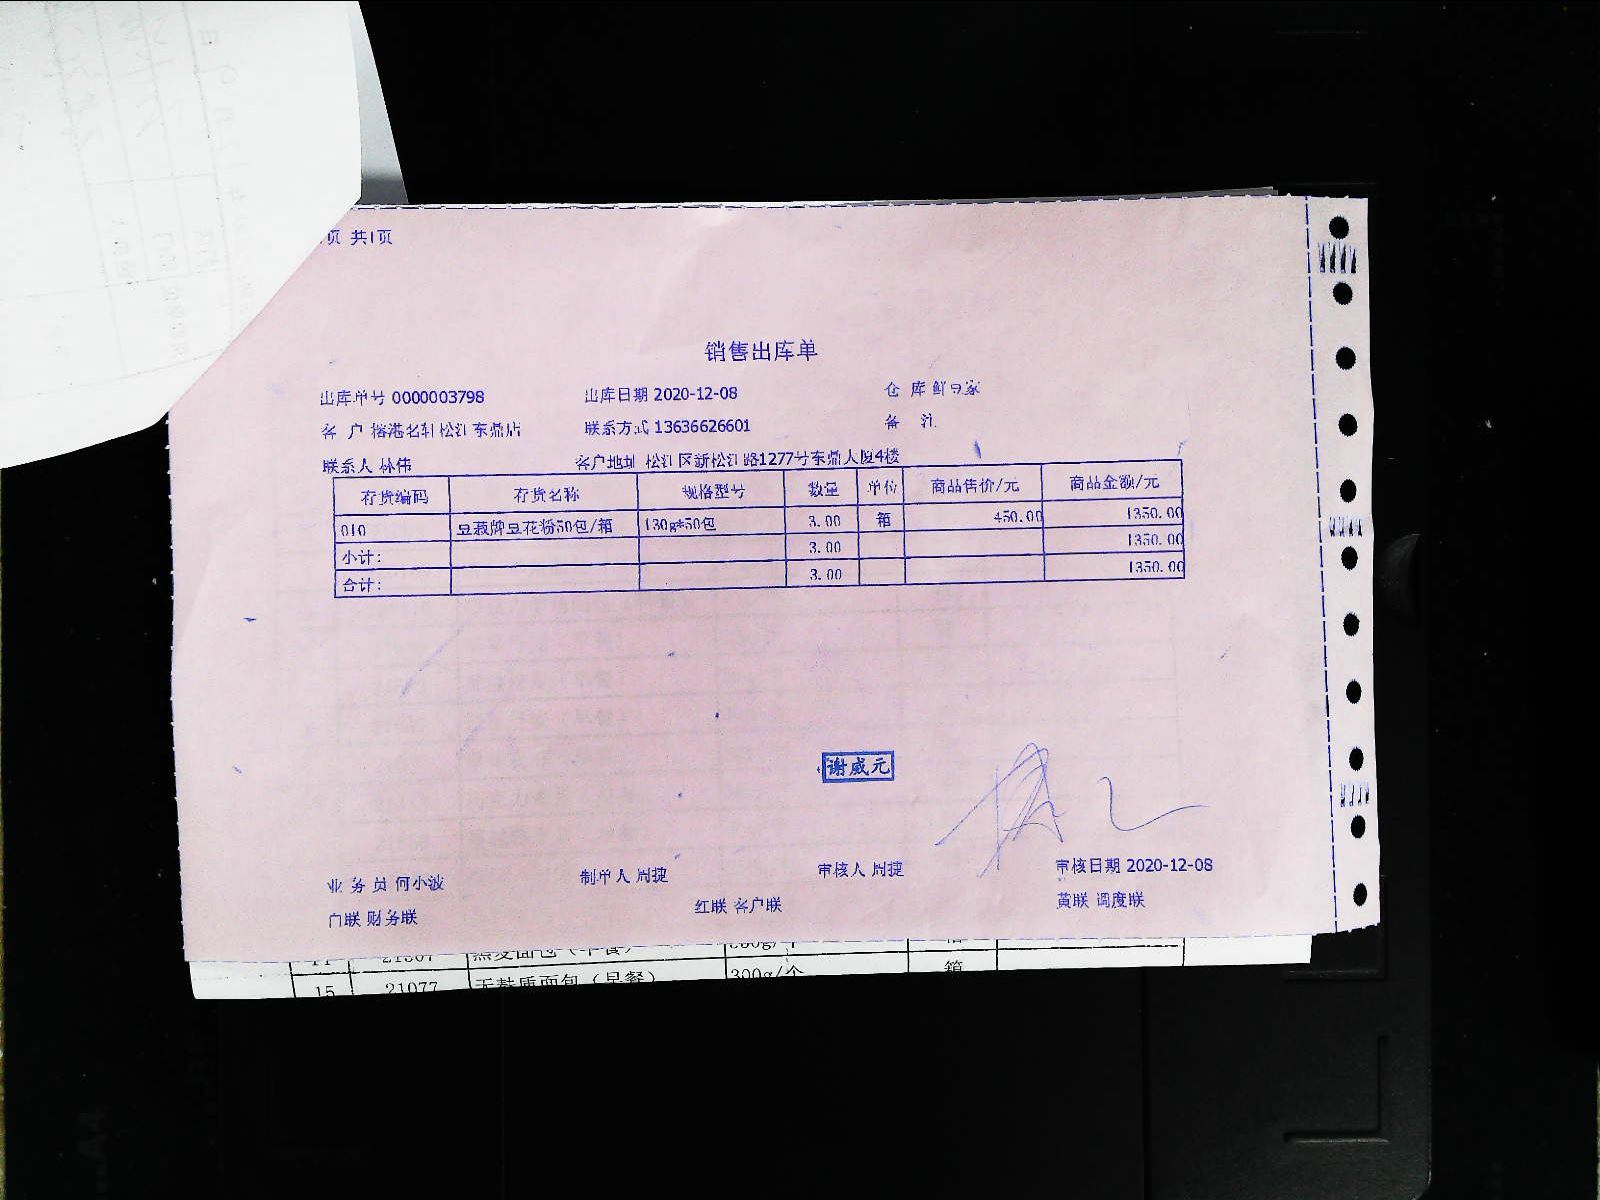 页 共1页
销售出库单
出库单号 0000003798 出库日期 2020-12-08 仓 库 鲜豆家
客 户 榕港名轩松江东鼎店 联系方式 13636626601 备 注
联系人 林伟 客户地址 松江区新松江路1277号东鼎大厦4楼
存货编码 存货名称 规格型号 数量 单位 商品售价/元 商品金额/元
010 豆蔻牌豆花粉50包/箱 130g*50包 3.00 箱 450.00 1350.00
小计: 3.00 1350.00
合计: 3.00 1350.00
谢威元
业 务 员 何小波 制单人 周捷 审核人 周捷 审核日期 2020-12-08
白联 财务联 红联 客户联 黄联 调度联
15 21077 面包(早餐) 300g/个 箱